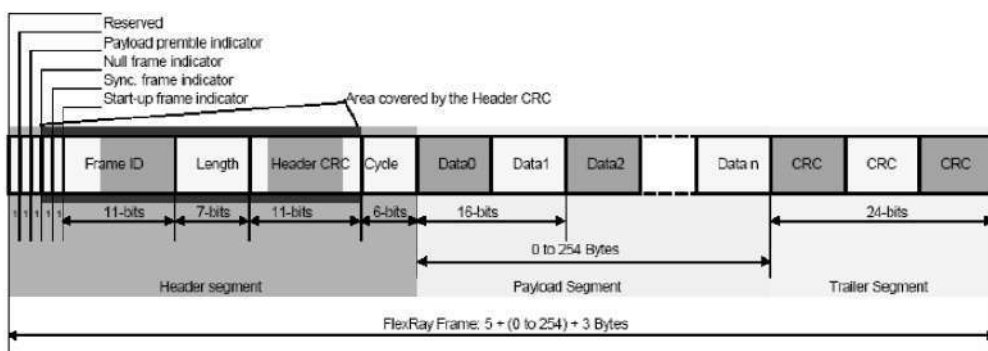 Reserved
Payload premble indicator
Null frame indicator
Sync. frame indicator
Start-up frame indicator
Area covered by the Header CRC
Frame ID Length Header CRC Cycle Data0 Data1 Data2 Data n CRC CRC CRC
1 1 1 1 1 11-bits 7-bits 11-bits 6-bits 16-bits 24-bits
0 to 254 Bytes
Header segment Payload Segment Trailer Segment
FlexRay Frame: 5 + (0 to 254) + 3 Bytes